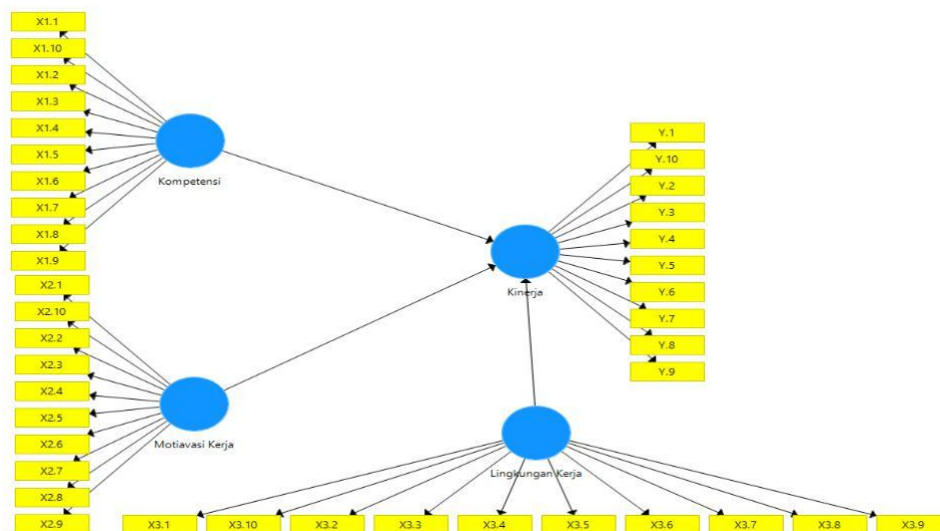 X1.1
X1.10
X1.2
X1.3
X1.4
X1.5
X1.6
X1.7
X1.8
X1.9
Kompetensi
X2.1
X2.10
X2.2
X2.3
X2.4
X2.5
X2.6
X2.7
X2.8
X2.9
Motiavasi Kerja
Kinerja
Y.1
Y.10
Y.2
Y.3
Y.4
Y.5
Y.6
Y.7
Y.8
Y.9
Lingkungan Kerja
X3.1
X3.10
X3.2
X3.3
X3.4
X3.5
X3.6
X3.7
X3.8
X3.9